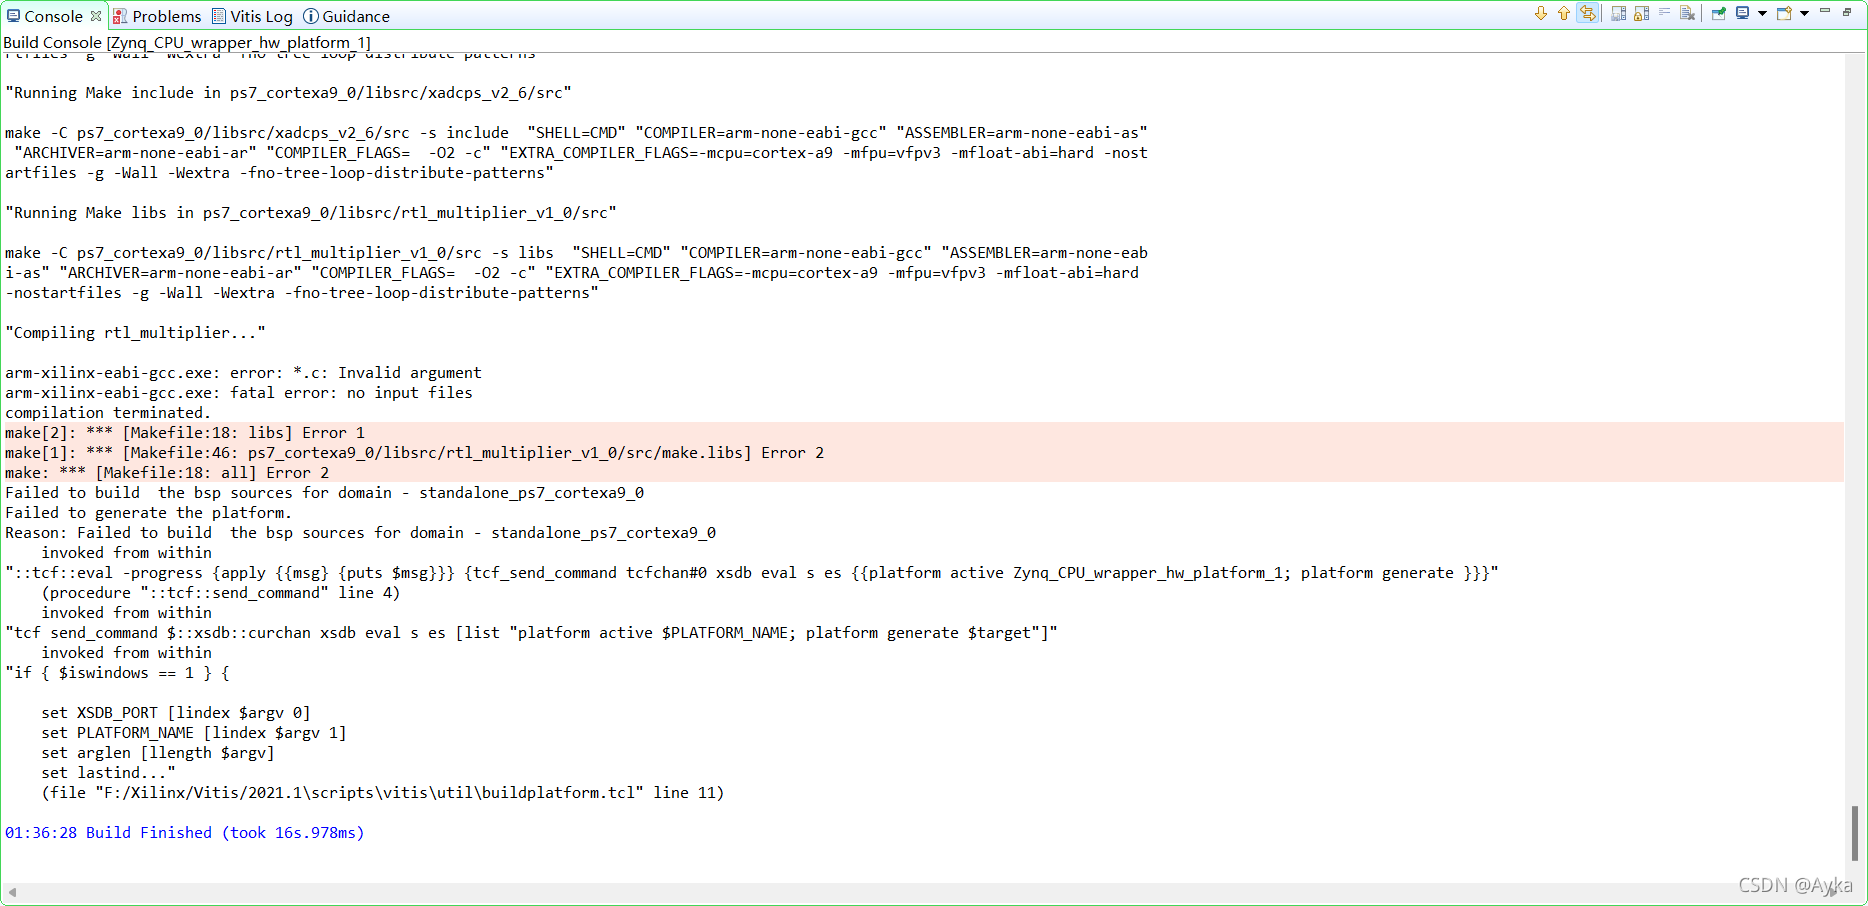 Console Problems Vitis Log Guidance
Build Console [Zynq_CPU_wrapper_hw_platform_1]
rtfiles -g -Wall -Wextra -fno-tree-loop-distribute-patterns"
"Running Make include in ps7_cortexa9_0/libsrc/xadcps_v2_6/src"
make -C ps7_cortexa9_0/libsrc/xadcps_v2_6/src -s include  "SHELL=CMD" "COMPILER=arm-none-eabi-gcc" "ASSEMBLER=arm-none-eabi-as"
"ARCHIVER=arm-none-eabi-ar" "COMPILER_FLAGS=  -O2 -c" "EXTRA_COMPILER_FLAGS=-mcpu=cortex-a9 -mfpu=vfpv3 -mfloat-abi=hard -nost
artfiles -g -Wall -Wextra -fno-tree-loop-distribute-patterns"
"Running Make libs in ps7_cortexa9_0/libsrc/rtl_multiplier_v1_0/src"
make -C ps7_cortexa9_0/libsrc/rtl_multiplier_v1_0/src -s libs  "SHELL=CMD" "COMPILER=arm-none-eabi-gcc" "ASSEMBLER=arm-none-eab
i-as" "ARCHIVER=arm-none-eabi-ar" "COMPILER_FLAGS=  -O2 -c" "EXTRA_COMPILER_FLAGS=-mcpu=cortex-a9 -mfpu=vfpv3 -mfloat-abi=hard
-nostartfiles -g -Wall -Wextra -fno-tree-loop-distribute-patterns"
"Compiling rtl_multiplier..."
arm-xilinx-eabi-gcc.exe: error: *.c: Invalid argument
arm-xilinx-eabi-gcc.exe: fatal error: no input files
compilation terminated.
make[2]: *** [Makefile:18: libs] Error 1
make[1]: *** [Makefile:46: ps7_cortexa9_0/libsrc/rtl_multiplier_v1_0/src/make.libs] Error 2
make: *** [Makefile:18: all] Error 2
Failed to build  the bsp sources for domain - standalone_ps7_cortexa9_0
Failed to generate the platform.
Reason: Failed to build  the bsp sources for domain - standalone_ps7_cortexa9_0
    invoked from within
"::tcf::eval -progress {apply {{msg} {puts $msg}}} {tcf_send_command tcfchan#0 xsdb eval s es {{platform active Zynq_CPU_wrapper_hw_platform_1; platform generate }}}"
    (procedure "::tcf::send_command" line 4)
    invoked from within
"tcf send_command $::xsdb::curchan xsdb eval s es [list "platform active $PLATFORM_NAME; platform generate $target"]"
    invoked from within
"if { $iswindows == 1 } {
    set XSDB_PORT [lindex $argv 0]
    set PLATFORM_NAME [lindex $argv 1]
    set arglen [llength $argv]
    set lastind..."
    (file "F:/Xilinx/Vitis/2021.1\scripts\vitis\util\buildplatform.tcl" line 11)
01:36:28 Build Finished (took 16s.978ms)
CSDN @Ayka